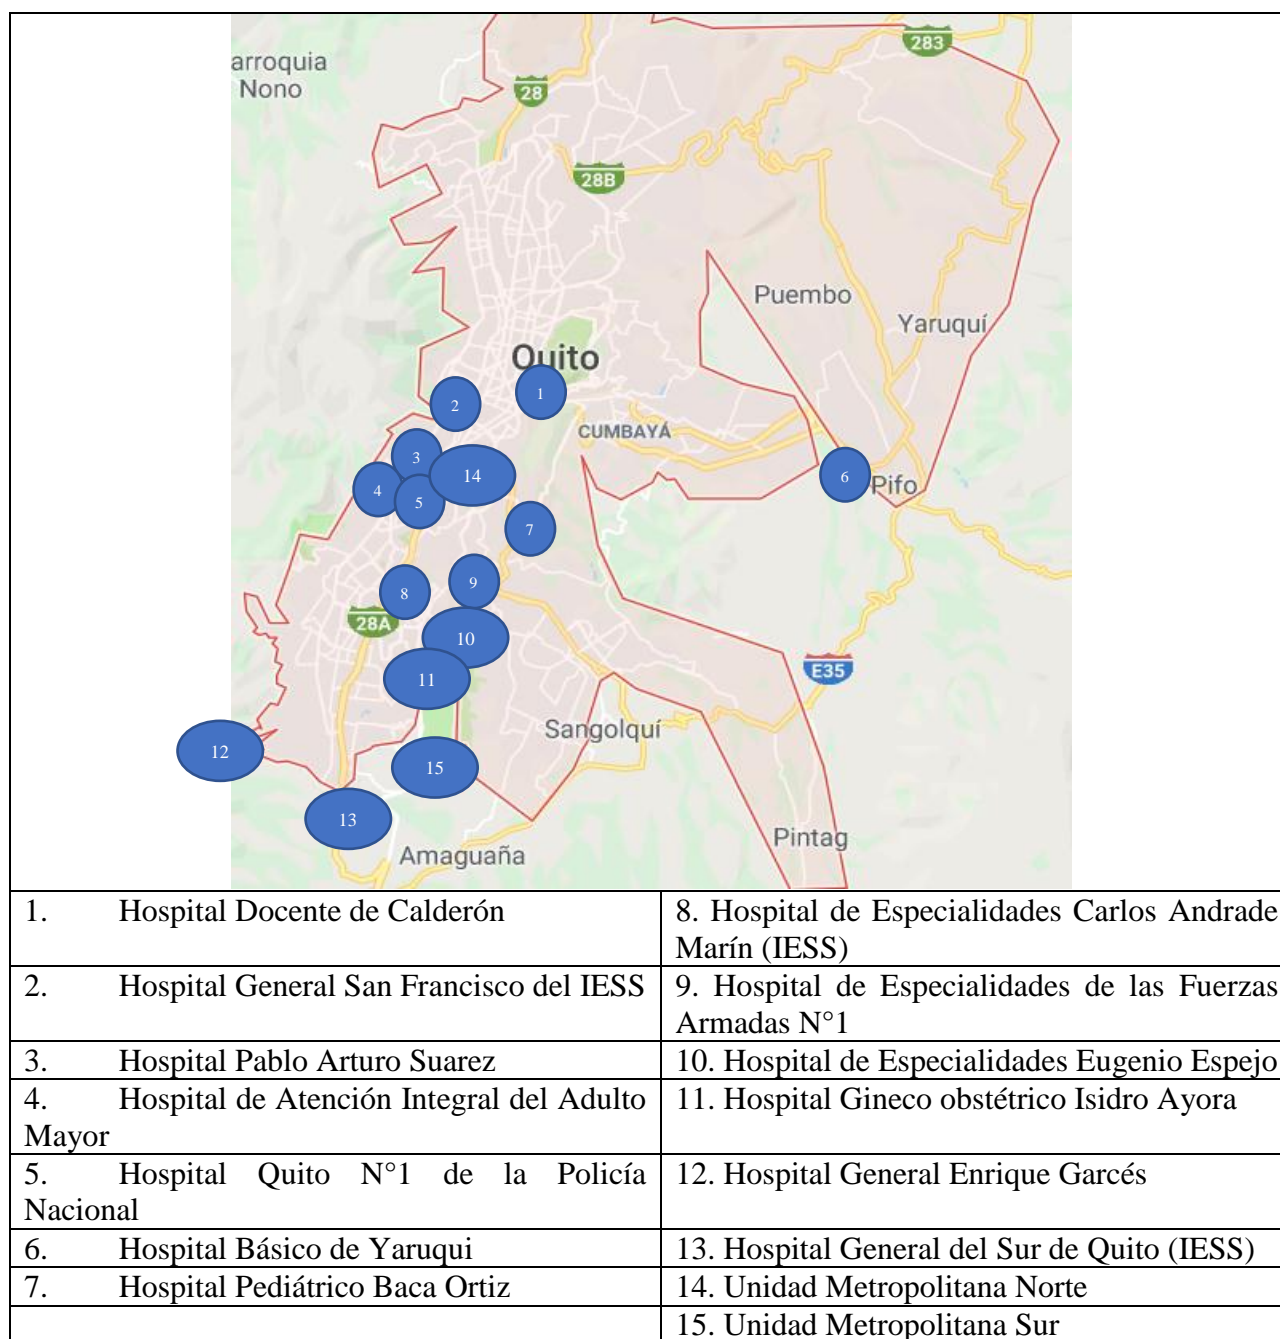 arroquia
Nono
283
28
28B
Puembo
Yaruquí
Quito
1
2
CUMBAYÁ
3
14
6
4
Pifo
5
7
9
8
28A
10
E35
11
Sangolquí
12
15
13
Pintag
Amaguaña
1. Hospital Docente de Calderón
8. Hospital de Especialidades Carlos Andrade
Marín (IESS)
2. Hospital General San Francisco del IESS
9. Hospital de Especialidades de las Fuerzas
Armadas N°1
3. Hospital Pablo Arturo Suarez
10. Hospital de Especialidades Eugenio Espejo
4. Hospital de Atención Integral del Adulto
Mayor
11. Hospital Gineco obstétrico Isidro Ayora
5. Hospital Quito N°1 de la Policía
Nacional
12. Hospital General Enrique Garcés
6. Hospital Básico de Yaruqui
13. Hospital General del Sur de Quito (IESS)
7. Hospital Pediátrico Baca Ortiz
14. Unidad Metropolitana Norte
15. Unidad Metropolitana Sur